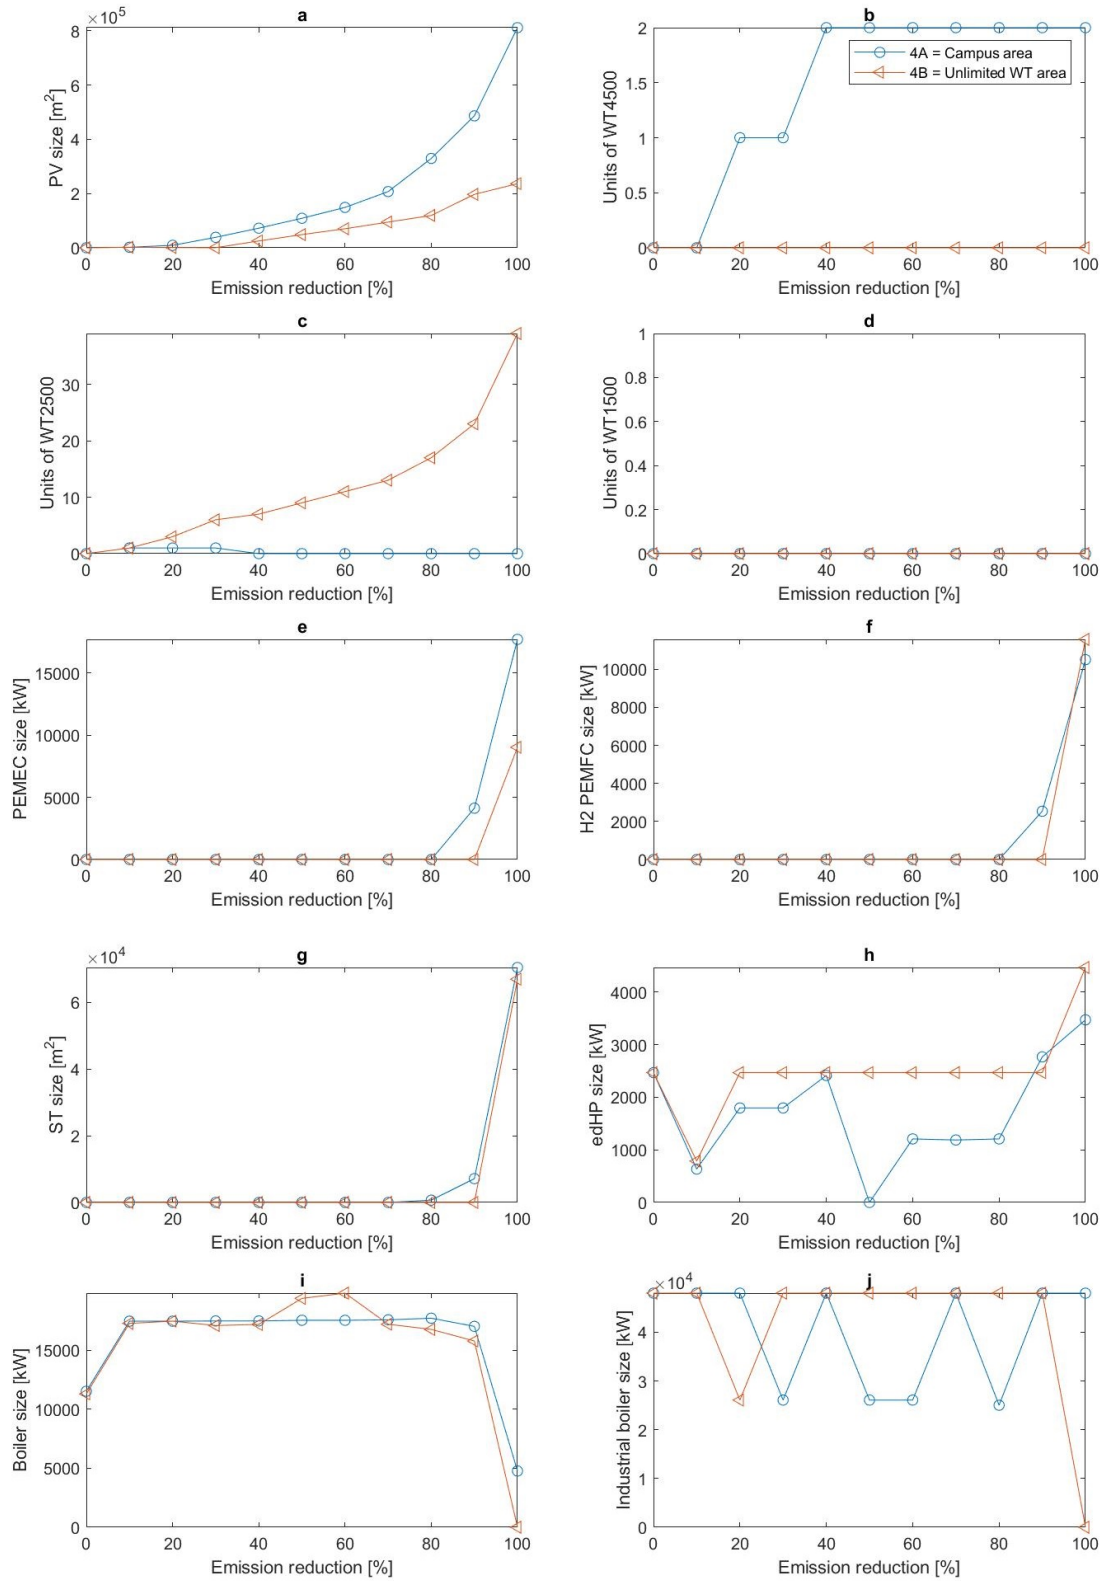 a
×10⁵
8
6
4
2
0
PV size [m²]
0 20 40 60 80 100
Emission reduction [%]
b
2
1.5
1
0.5
0
Units of WT4500
4A = Campus area
4B = Unlimited WT area
0 20 40 60 80 100
Emission reduction [%]
c
30
20
10
0
Units of WT2500
0 20 40 60 80 100
Emission reduction [%]
d
1
0.8
0.6
0.4
0.2
0
Units of WT1500
0 20 40 60 80 100
Emission reduction [%]
e
15000
10000
5000
0
PEMEC size [kW]
0 20 40 60 80 100
Emission reduction [%]
f
10000
8000
6000
4000
2000
0
H2 PEMFC size [kW]
0 20 40 60 80 100
Emission reduction [%]
g
×10⁴
6
4
2
0
ST size [m²]
0 20 40 60 80 100
Emission reduction [%]
h
4000
3000
2000
1000
0
edHP size [kW]
0 20 40 60 80 100
Emission reduction [%]
i
15000
10000
5000
0
Boiler size [kW]
0 20 40 60 80 100
Emission reduction [%]
j
×10⁴
4
3
2
1
0
Industrial boiler size [kW]
0 20 40 60 80 100
Emission reduction [%]